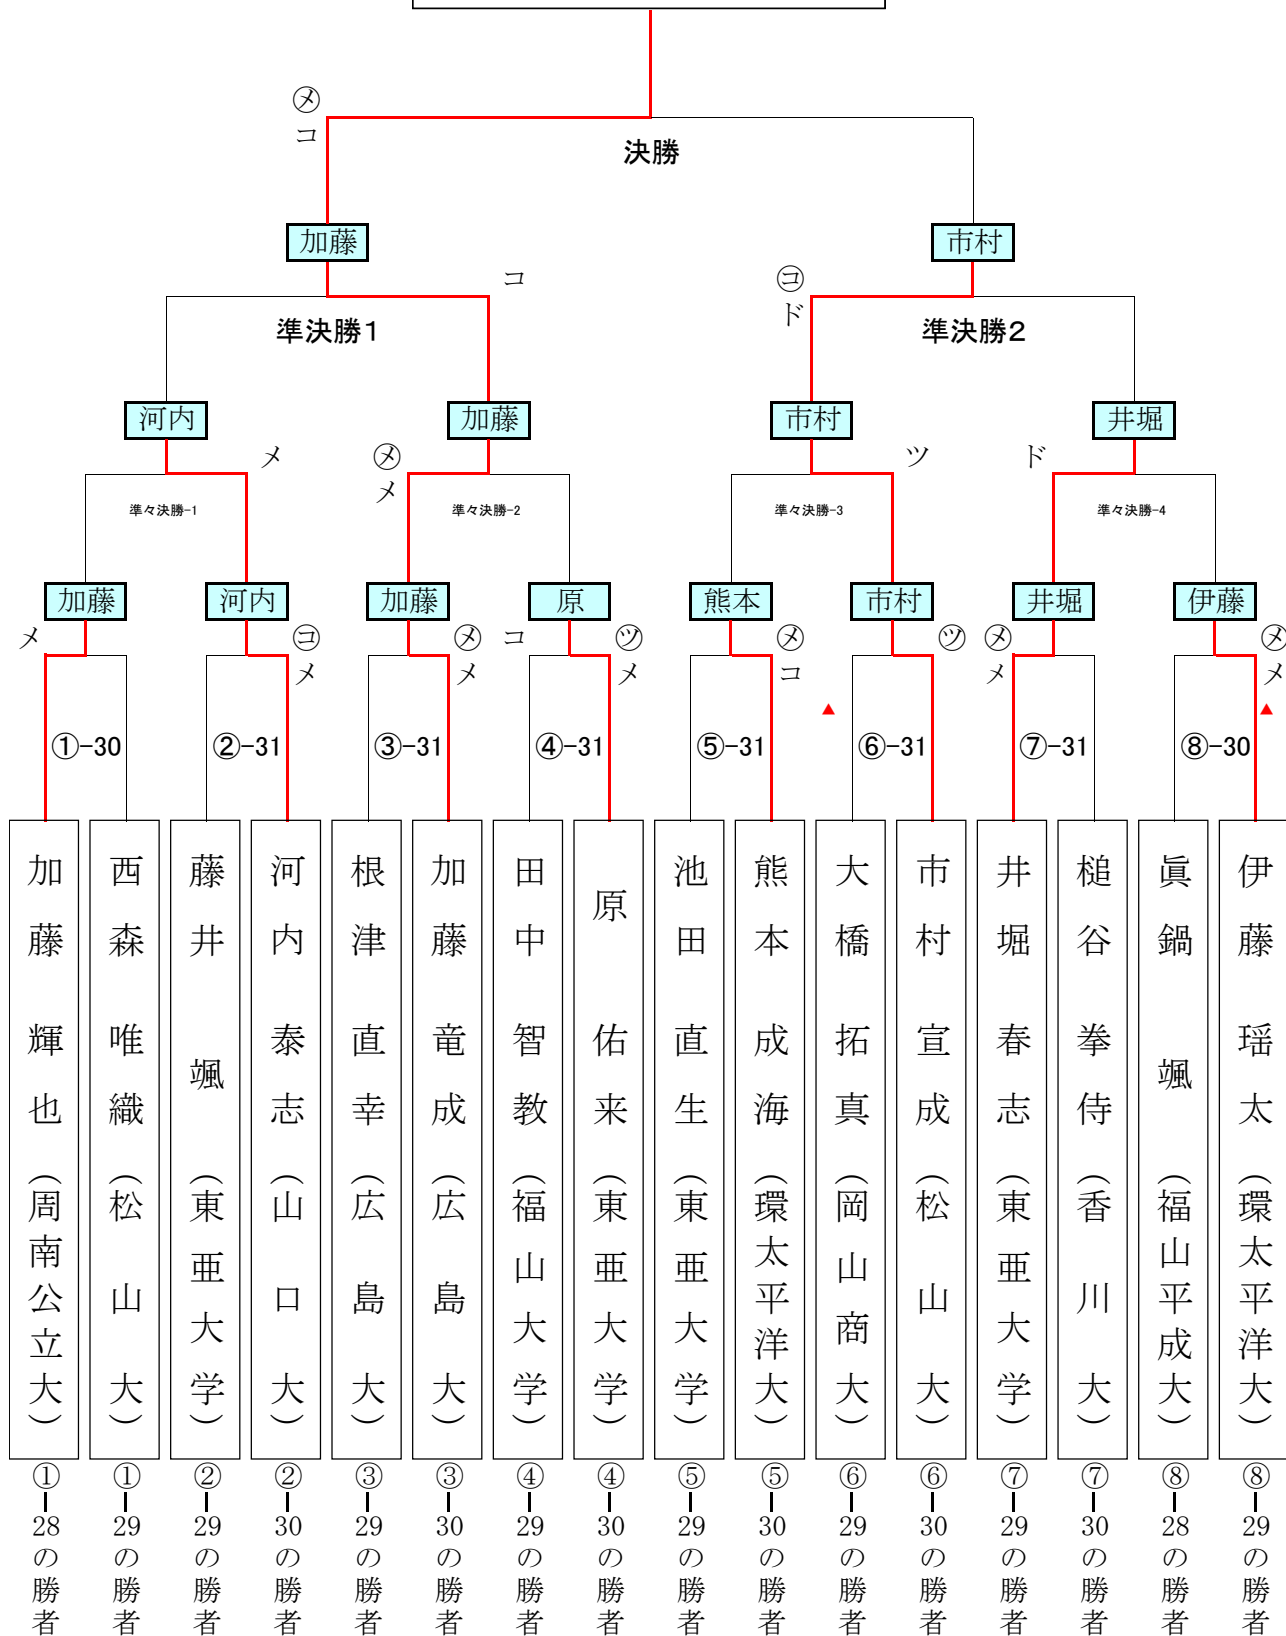 ㋱
コ
決勝
加藤
市村
コ
㋙
ド
準決勝1
準決勝2
河内
加藤
市村
井堀
メ
㋱
メ
ツ
ド
準々決勝-1
準々決勝-2
準々決勝-3
準々決勝-4
加藤
河内
加藤
原
熊本
市村
井堀
伊藤
メ
㋙
メ
㋱
メ
コ
㋡
メ
㋱
コ
㋡
㋱
メ
㋱
メ
▲
▲
①-30
②-31
③-31
④-31
⑤-31
⑥-31
⑦-31
⑧-30
加藤 輝也(周南公立大)
西森 唯織(松山大)
藤井 颯(東亜大学)
河内 泰志(山口大)
根津 直幸(広島大)
加藤 竜成(広島大)
田中 智教(福山大学)
原 佑来(東亜大学)
池田 直生(東亜大学)
熊本 成海(環太平洋大)
大橋 拓真(岡山商大)
市村 宣成(松山大)
井堀 春志(東亜大学)
槌谷 拳侍(香川大)
眞鍋 颯(福山平成大)
伊藤 瑶太(環太平洋大)
①-28の勝者
①-29の勝者
②-29の勝者
②-30の勝者
③-29の勝者
③-30の勝者
④-29の勝者
④-30の勝者
⑤-29の勝者
⑤-30の勝者
⑥-29の勝者
⑥-30の勝者
⑦-29の勝者
⑦-30の勝者
⑧-28の勝者
⑧-29の勝者